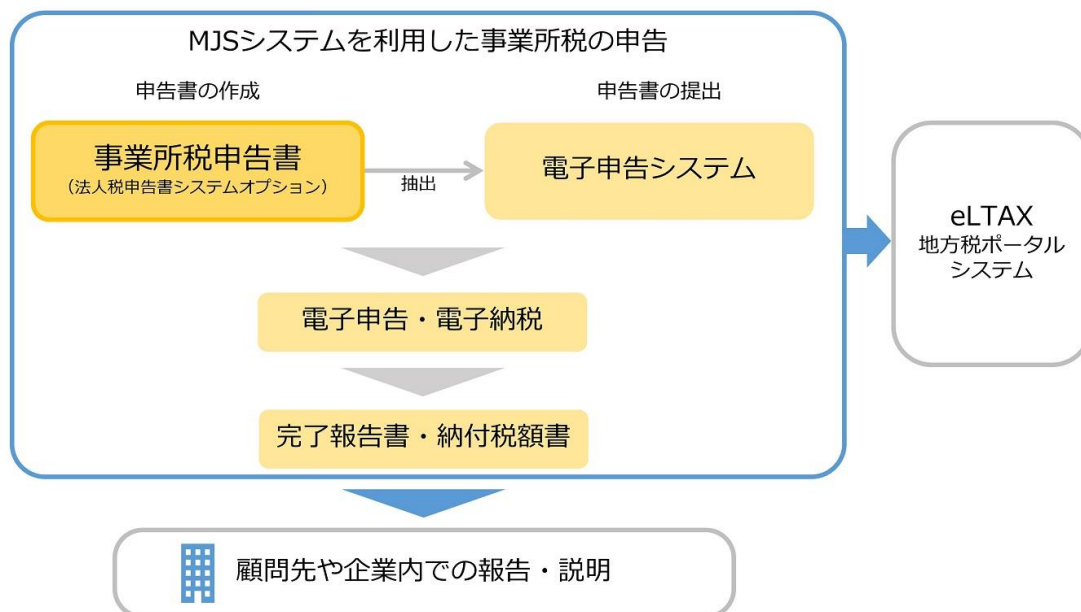 MJSシステムを利用した事業所税の申告
申告書の作成
申告書の提出
事業所税申告書
（法人税申告書システムオプション）
抽出
電子申告システム
eLTAX
地方税ポータル
システム
電子申告・電子納税
完了報告書・納付税額書
顧問先や企業内での報告・説明